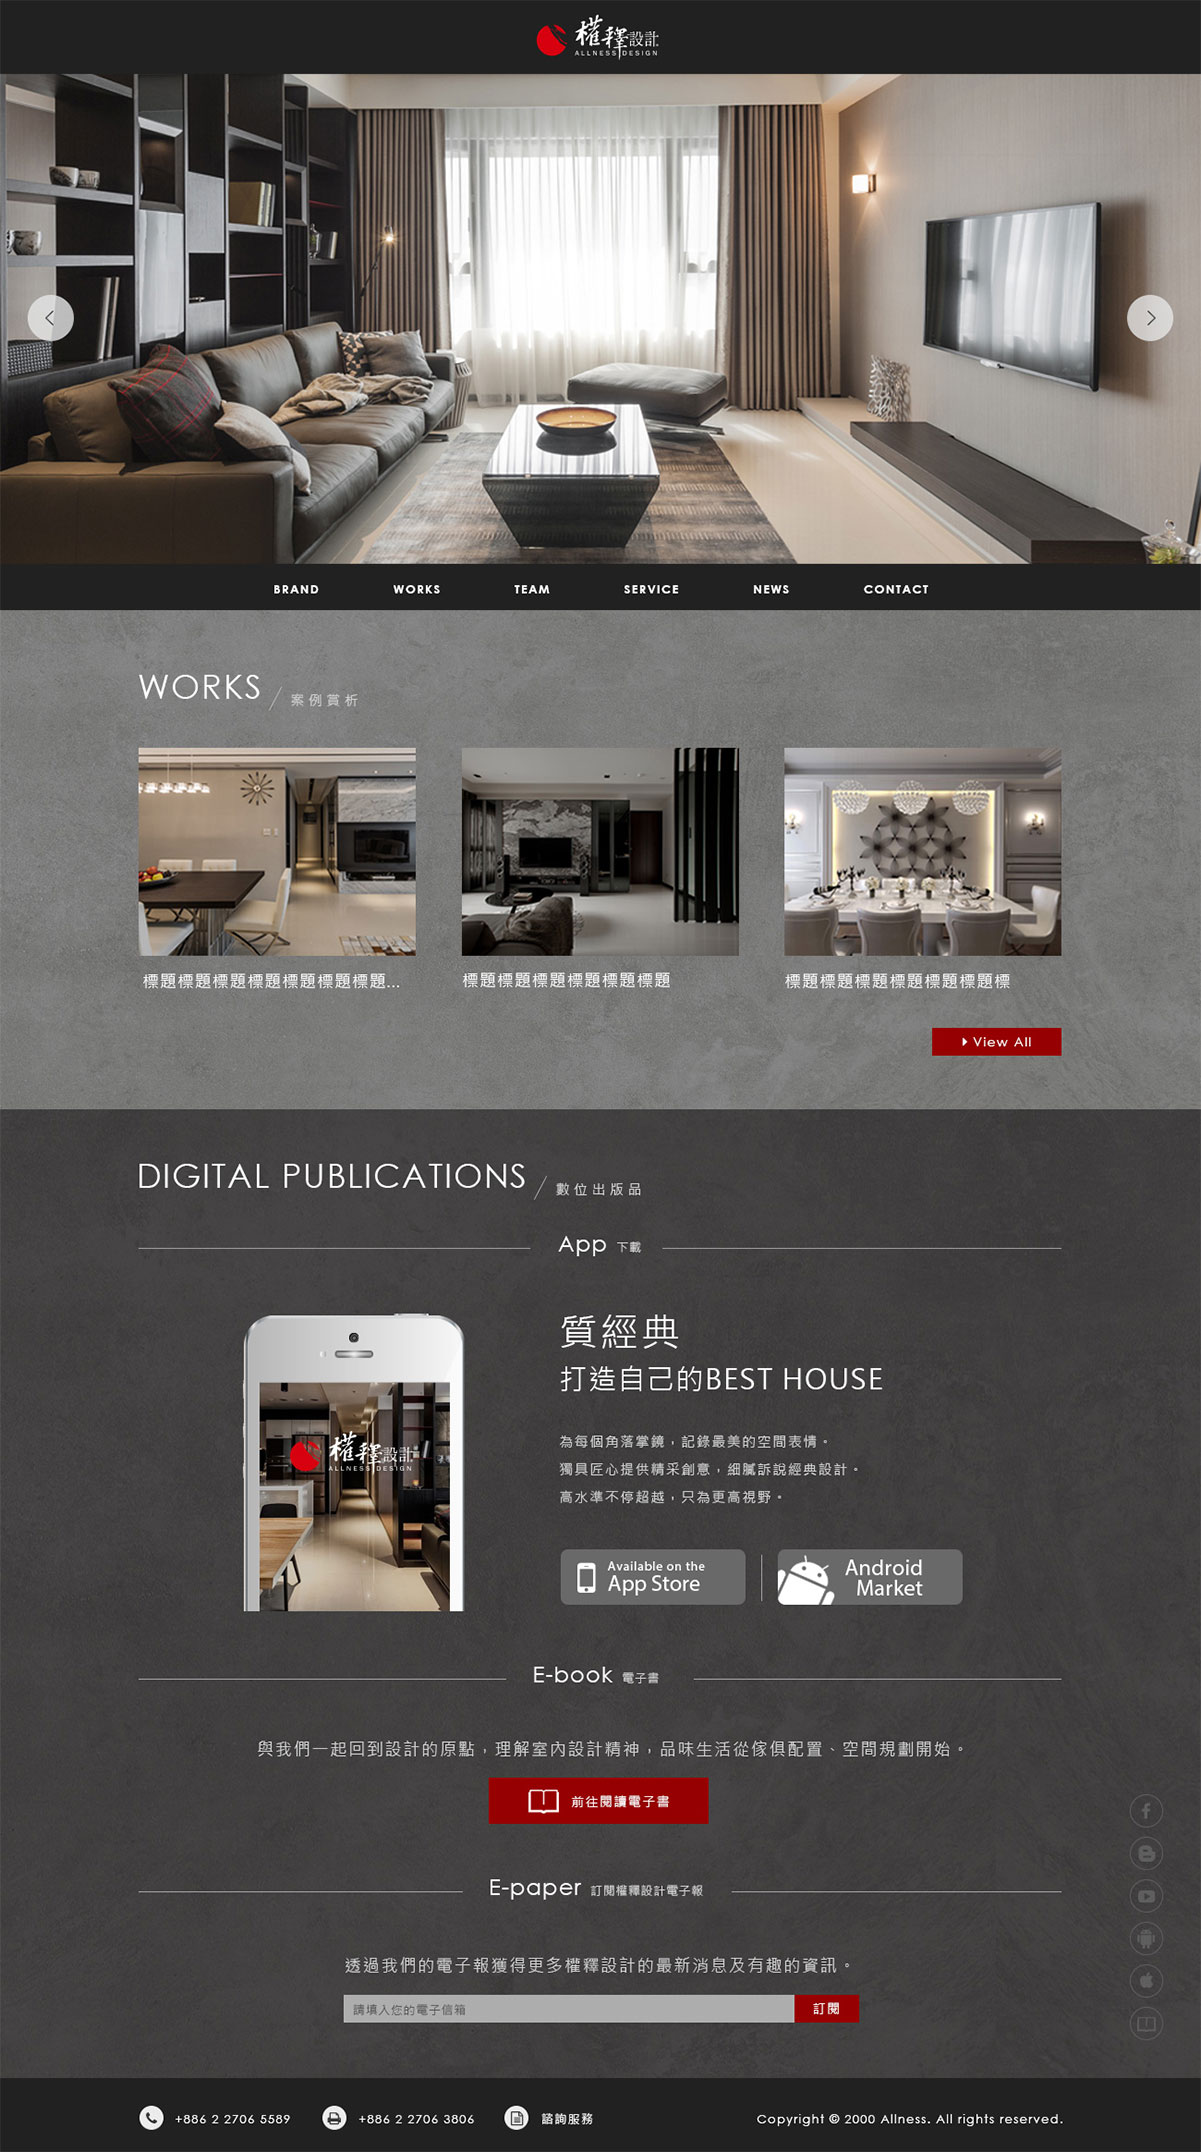 權釋設計
ALLNESS DESIGN
BRAND WORKS TEAM SERVICE NEWS CONTACT
WORKS / 案例賞析
標題標題標題標題標題標題標題...
標題標題標題標題標題標題
標題標題標題標題標題標題標
View All
DIGITAL PUBLICATIONS / 數位出版品
App 下載
權釋設計
ALLNESS DESIGN
質經典
打造自己的BEST HOUSE
為每個角落掌鏡，記錄最美的空間表情。
獨具匠心提供精采創意，細膩訴說經典設計。
高水準不停超越，只為更高視野。
Available on the
App Store
Android
Market
E-book 電子書
與我們一起回到設計的原點，理解室內設計精神，品味生活從傢俱配置、空間規劃開始。
前往閱讀電子書
E-paper 訂閱權釋設計電子報
透過我們的電子報獲得更多權釋設計的最新消息及有趣的資訊。
請填入您的電子信箱 訂閱
+886 2 2706 5589 +886 2 2706 3806 諮詢服務 Copyright © 2000 Allness. All rights reserved.